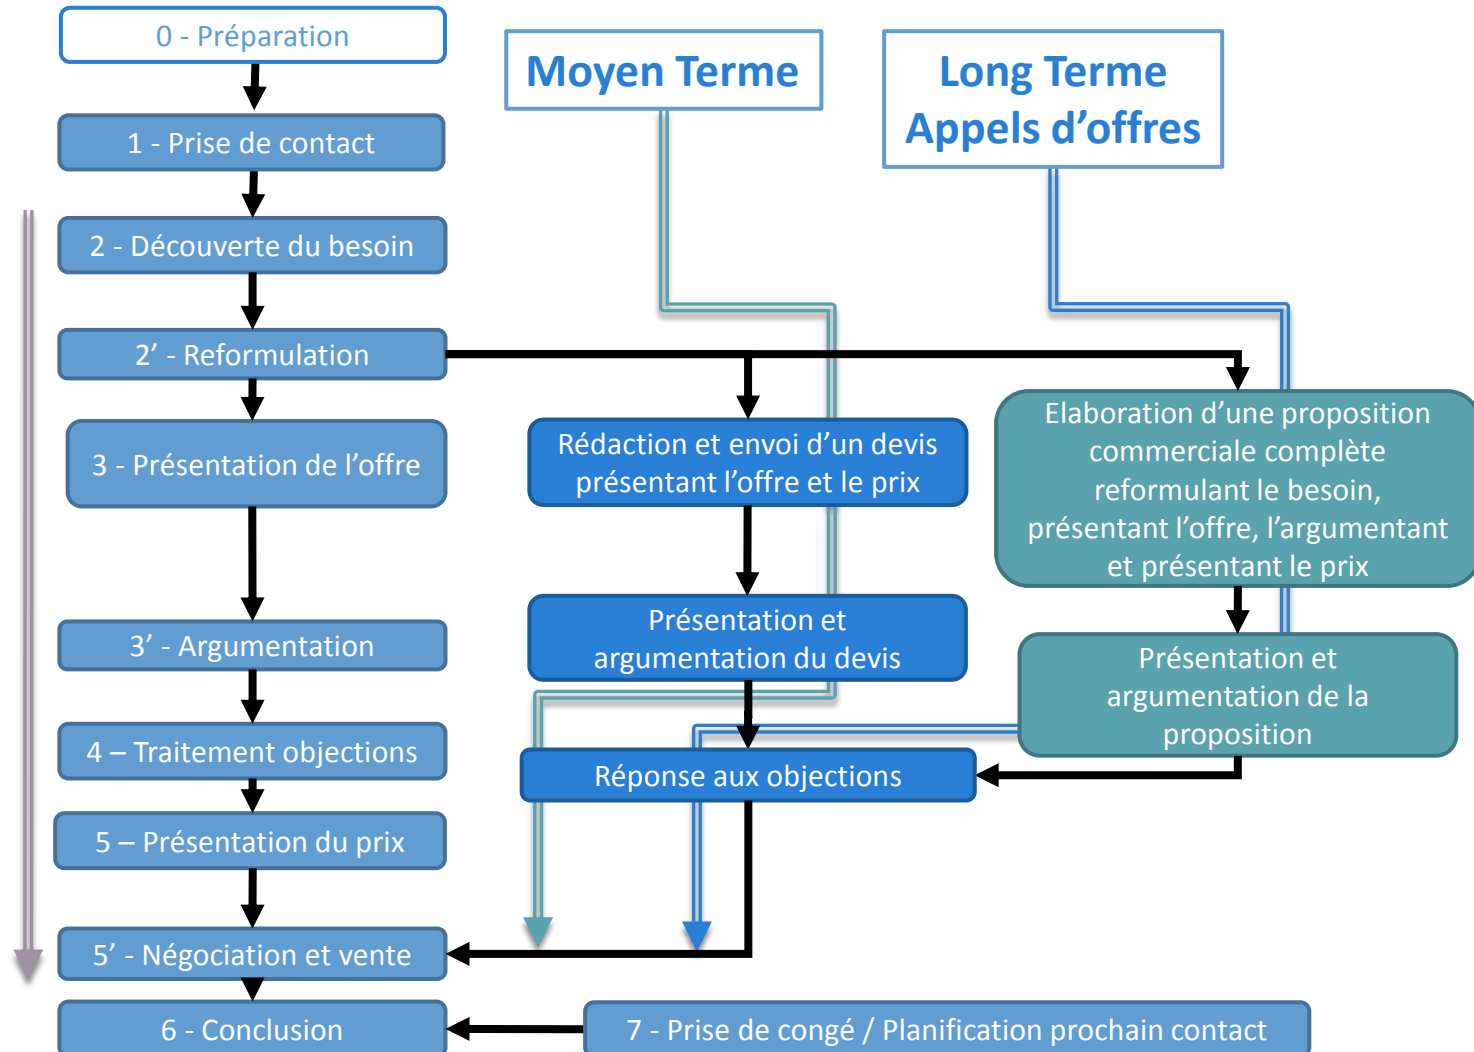 0 - Préparation
Moyen Terme
Long Terme
Appels d’offres
1 - Prise de contact
2 - Découverte du besoin
2’ - Reformulation
3 - Présentation de l’offre
3’ - Argumentation
4 – Traitement objections
5 – Présentation du prix
5’ - Négociation et vente
6 - Conclusion
Rédaction et envoi d’un devis
présentant l’offre et le prix
Présentation et
argumentation du devis
Réponse aux objections
Elaboration d’une proposition
commerciale complète
reformulant le besoin,
présentant l’offre, l’argumentant
et présentant le prix
Présentation et
argumentation de la
proposition
7 - Prise de congé / Planification prochain contact